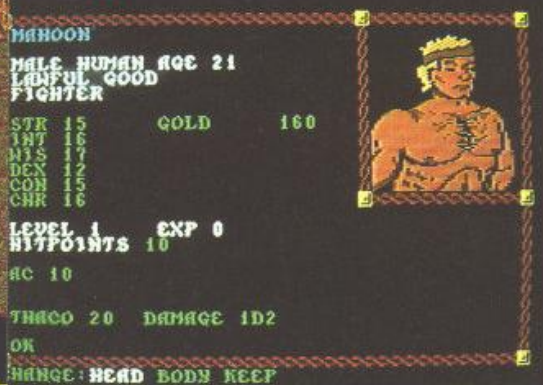 MAHOON
MALE HUMAN AGE 21
LAWFUL GOOD
FIGHTER
STR 15 GOLD 160
INT 16
WIS 17
DEX 12
CON 15
CHR 16
LEVEL 1 EXP 0
HITPOINTS 10
AC 10
THACO 20 DAMAGE 1D2
OK
HANGE: HEAD BODY KEEP